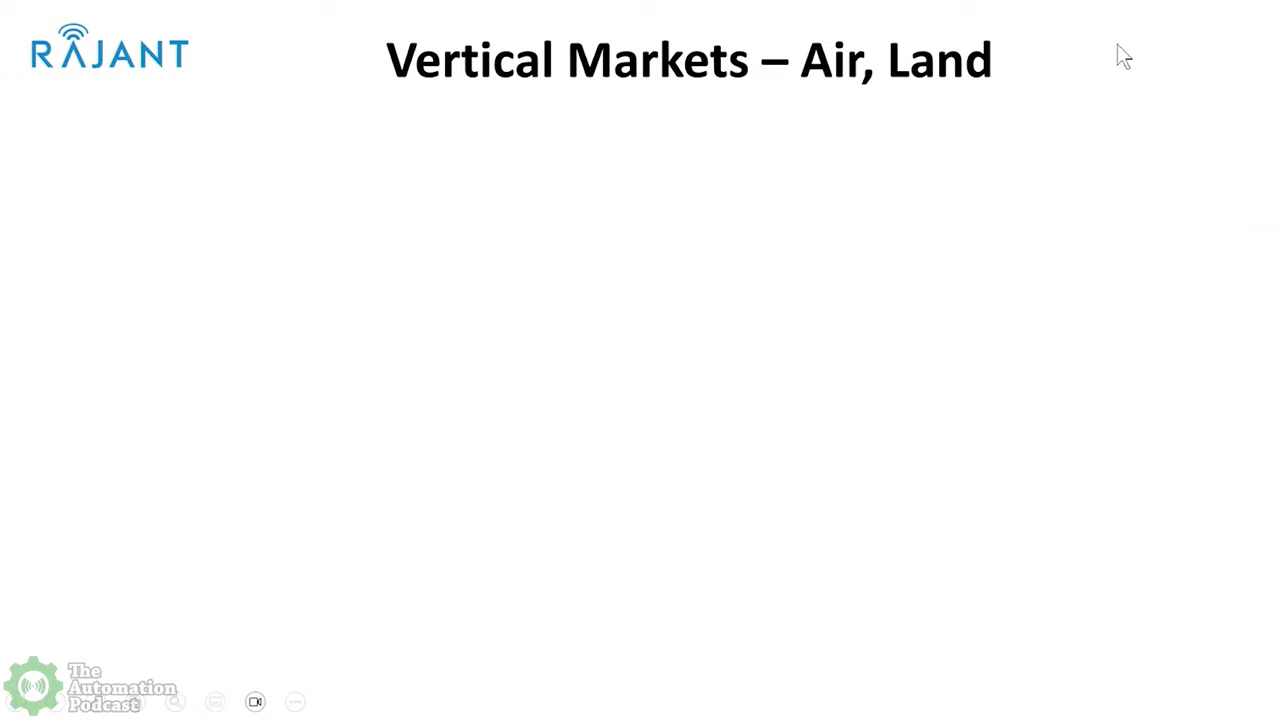 RAJANT
Vertical Markets – Air, Land
The
Automation
Podcast